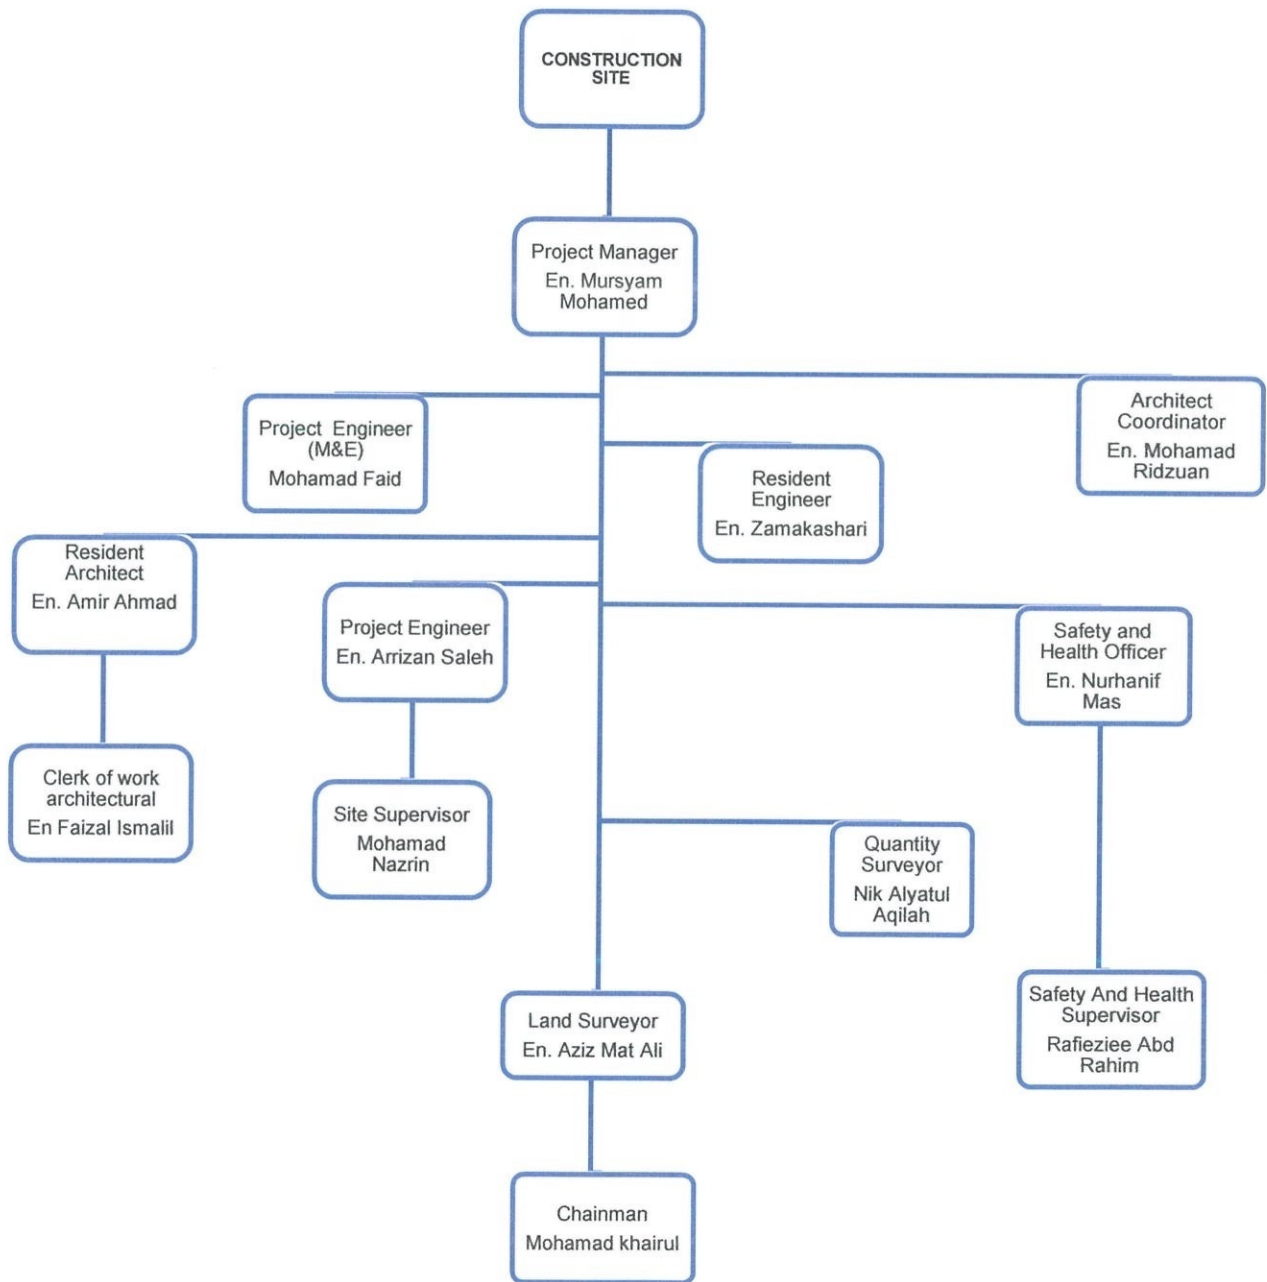 CONSTRUCTION
SITE
Project Manager
En. Mursyam
Mohamed
Architect
Coordinator
En. Mohamad
Ridzuan
Project Engineer
(M&E)
Mohamad Faid
Resident
Engineer
En. Zamakashari
Resident
Architect
En. Amir Ahmad
Project Engineer
En. Arrizan Saleh
Safety and
Health Officer
En. Nurhanif
Mas
Clerk of work
architectural
En Faizal Ismalil
Site Supervisor
Mohamad
Nazrin
Quantity
Surveyor
Nik Alyatul
Aqilah
Land Surveyor
En. Aziz Mat Ali
Safety And Health
Supervisor
Rafieziee Abd
Rahim
Chainman
Mohamad khairul